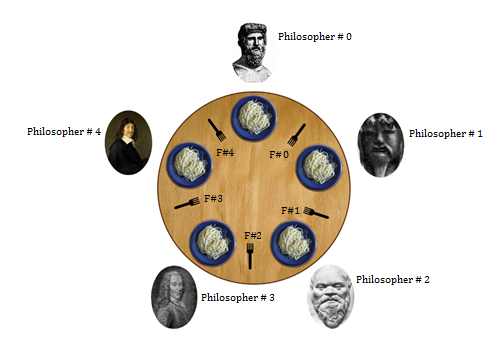 Philosopher # 0
Philosopher # 4
Philosopher # 1
F#4
F# 0
F#3
F#1
F#2
Philosopher # 2
Philosopher # 3